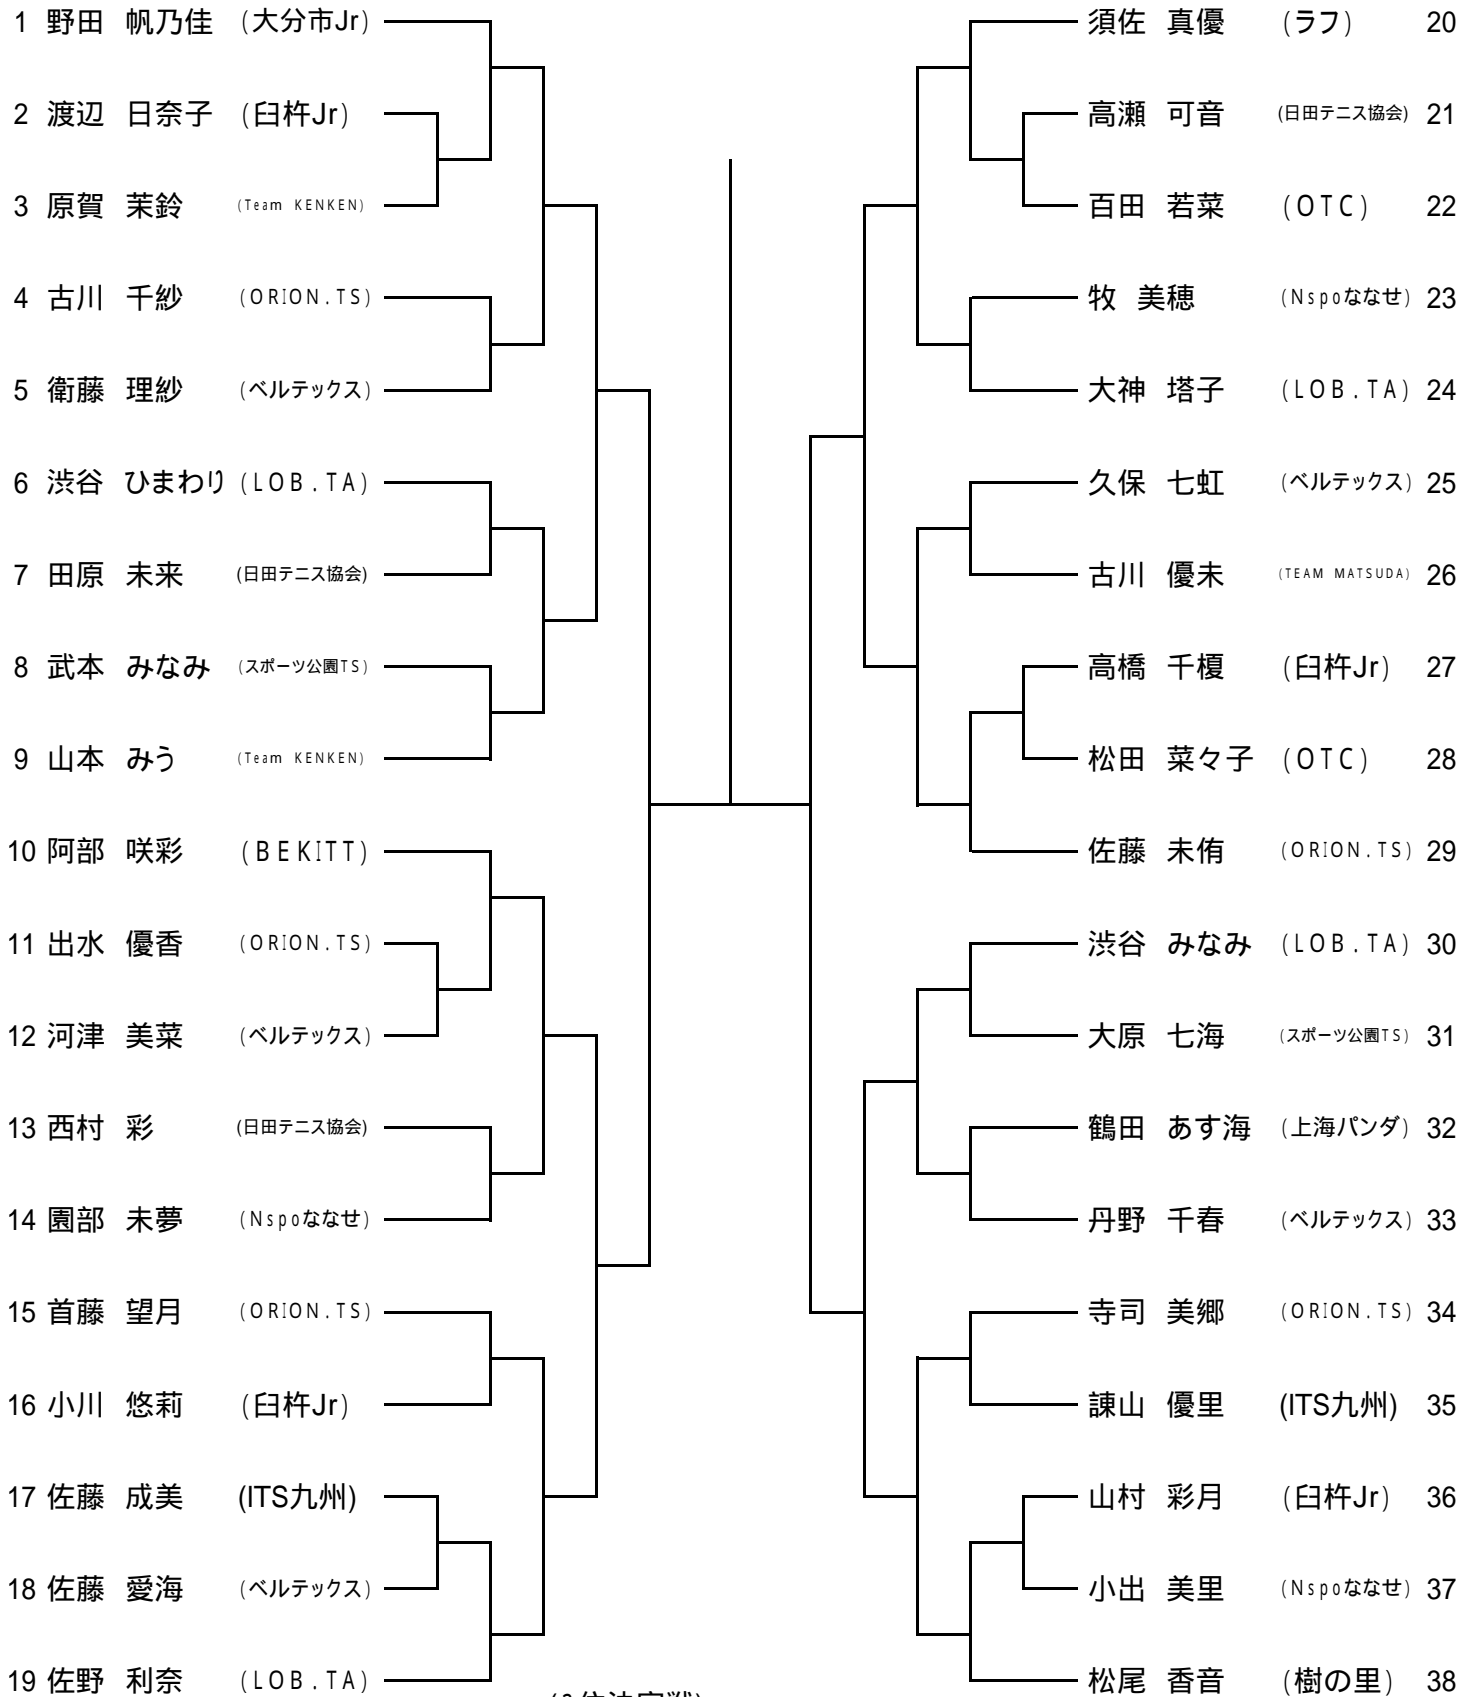 1 野田 帆乃佳 (大分市Jr)
2 渡辺 日奈子 (臼杵Jr)
3 原賀 茉鈴 (Team KENKEN)
4 古川 千紗 (ORION.TS)
5 衛藤 理紗 (ベルテックス)
6 渋谷 ひまわり (LOB.TA)
7 田原 未来 (日田テニス協会)
8 武本 みなみ (スポーツ公園TS)
9 山本 みう (Team KENKEN)
10 阿部 咲彩 (BEKITT)
11 出水 優香 (ORION.TS)
12 河津 美菜 (ベルテックス)
13 西村 彩 (日田テニス協会)
14 園部 未夢 (Nspoななせ)
15 首藤 望月 (ORION.TS)
16 小川 悠莉 (臼杵Jr)
17 佐藤 成美 (ITS九州)
18 佐藤 愛海 (ベルテックス)
19 佐野 利奈 (LOB.TA)
須佐 真優 (ラフ) 20
高瀬 可音 (日田テニス協会) 21
百田 若菜 (OTC) 22
牧 美穂 (Nspoななせ) 23
大神 塔子 (LOB.TA) 24
久保 七虹 (ベルテックス) 25
古川 優未 (TEAM MATSUDA) 26
高橋 千榎 (臼杵Jr) 27
松田 菜々子 (OTC) 28
佐藤 未侑 (ORION.TS) 29
渋谷 みなみ (LOB.TA) 30
大原 七海 (スポーツ公園TS) 31
鶴田 あす海 (上海パンダ) 32
丹野 千春 (ベルテックス) 33
寺司 美郷 (ORION.TS) 34
諌山 優里 (ITS九州) 35
山村 彩月 (臼杵Jr) 36
小出 美里 (Nspoななせ) 37
松尾 香音 (樹の里) 38